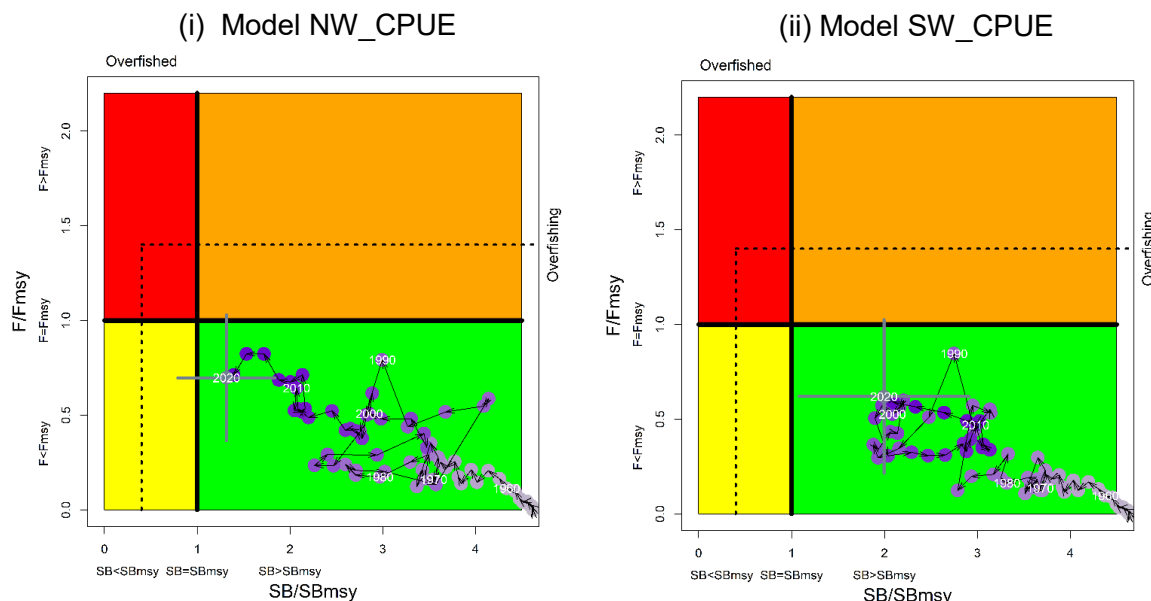 (i) Model NW_CPUE
Overfished
Overfishing
F/Fmsy
F>Fmsy
F=Fmsy
F<Fmsy
2.0
1.5
1.0
0.5
0.0
1990
2020
2010
2000
1980
1970
1960
0 1 2 3 4
SB<SBmsy SB=SBmsy SB>SBmsy
SB/SBmsy
(ii) Model SW_CPUE
Overfished
Overfishing
F/Fmsy
F>Fmsy
F=Fmsy
F<Fmsy
2.0
1.5
1.0
0.5
0.0
1990
2020
2000
2010
1980
1970
1960
0 1 2 3 4
SB<SBmsy SB=SBmsy SB>SBmsy
SB/SBmsy